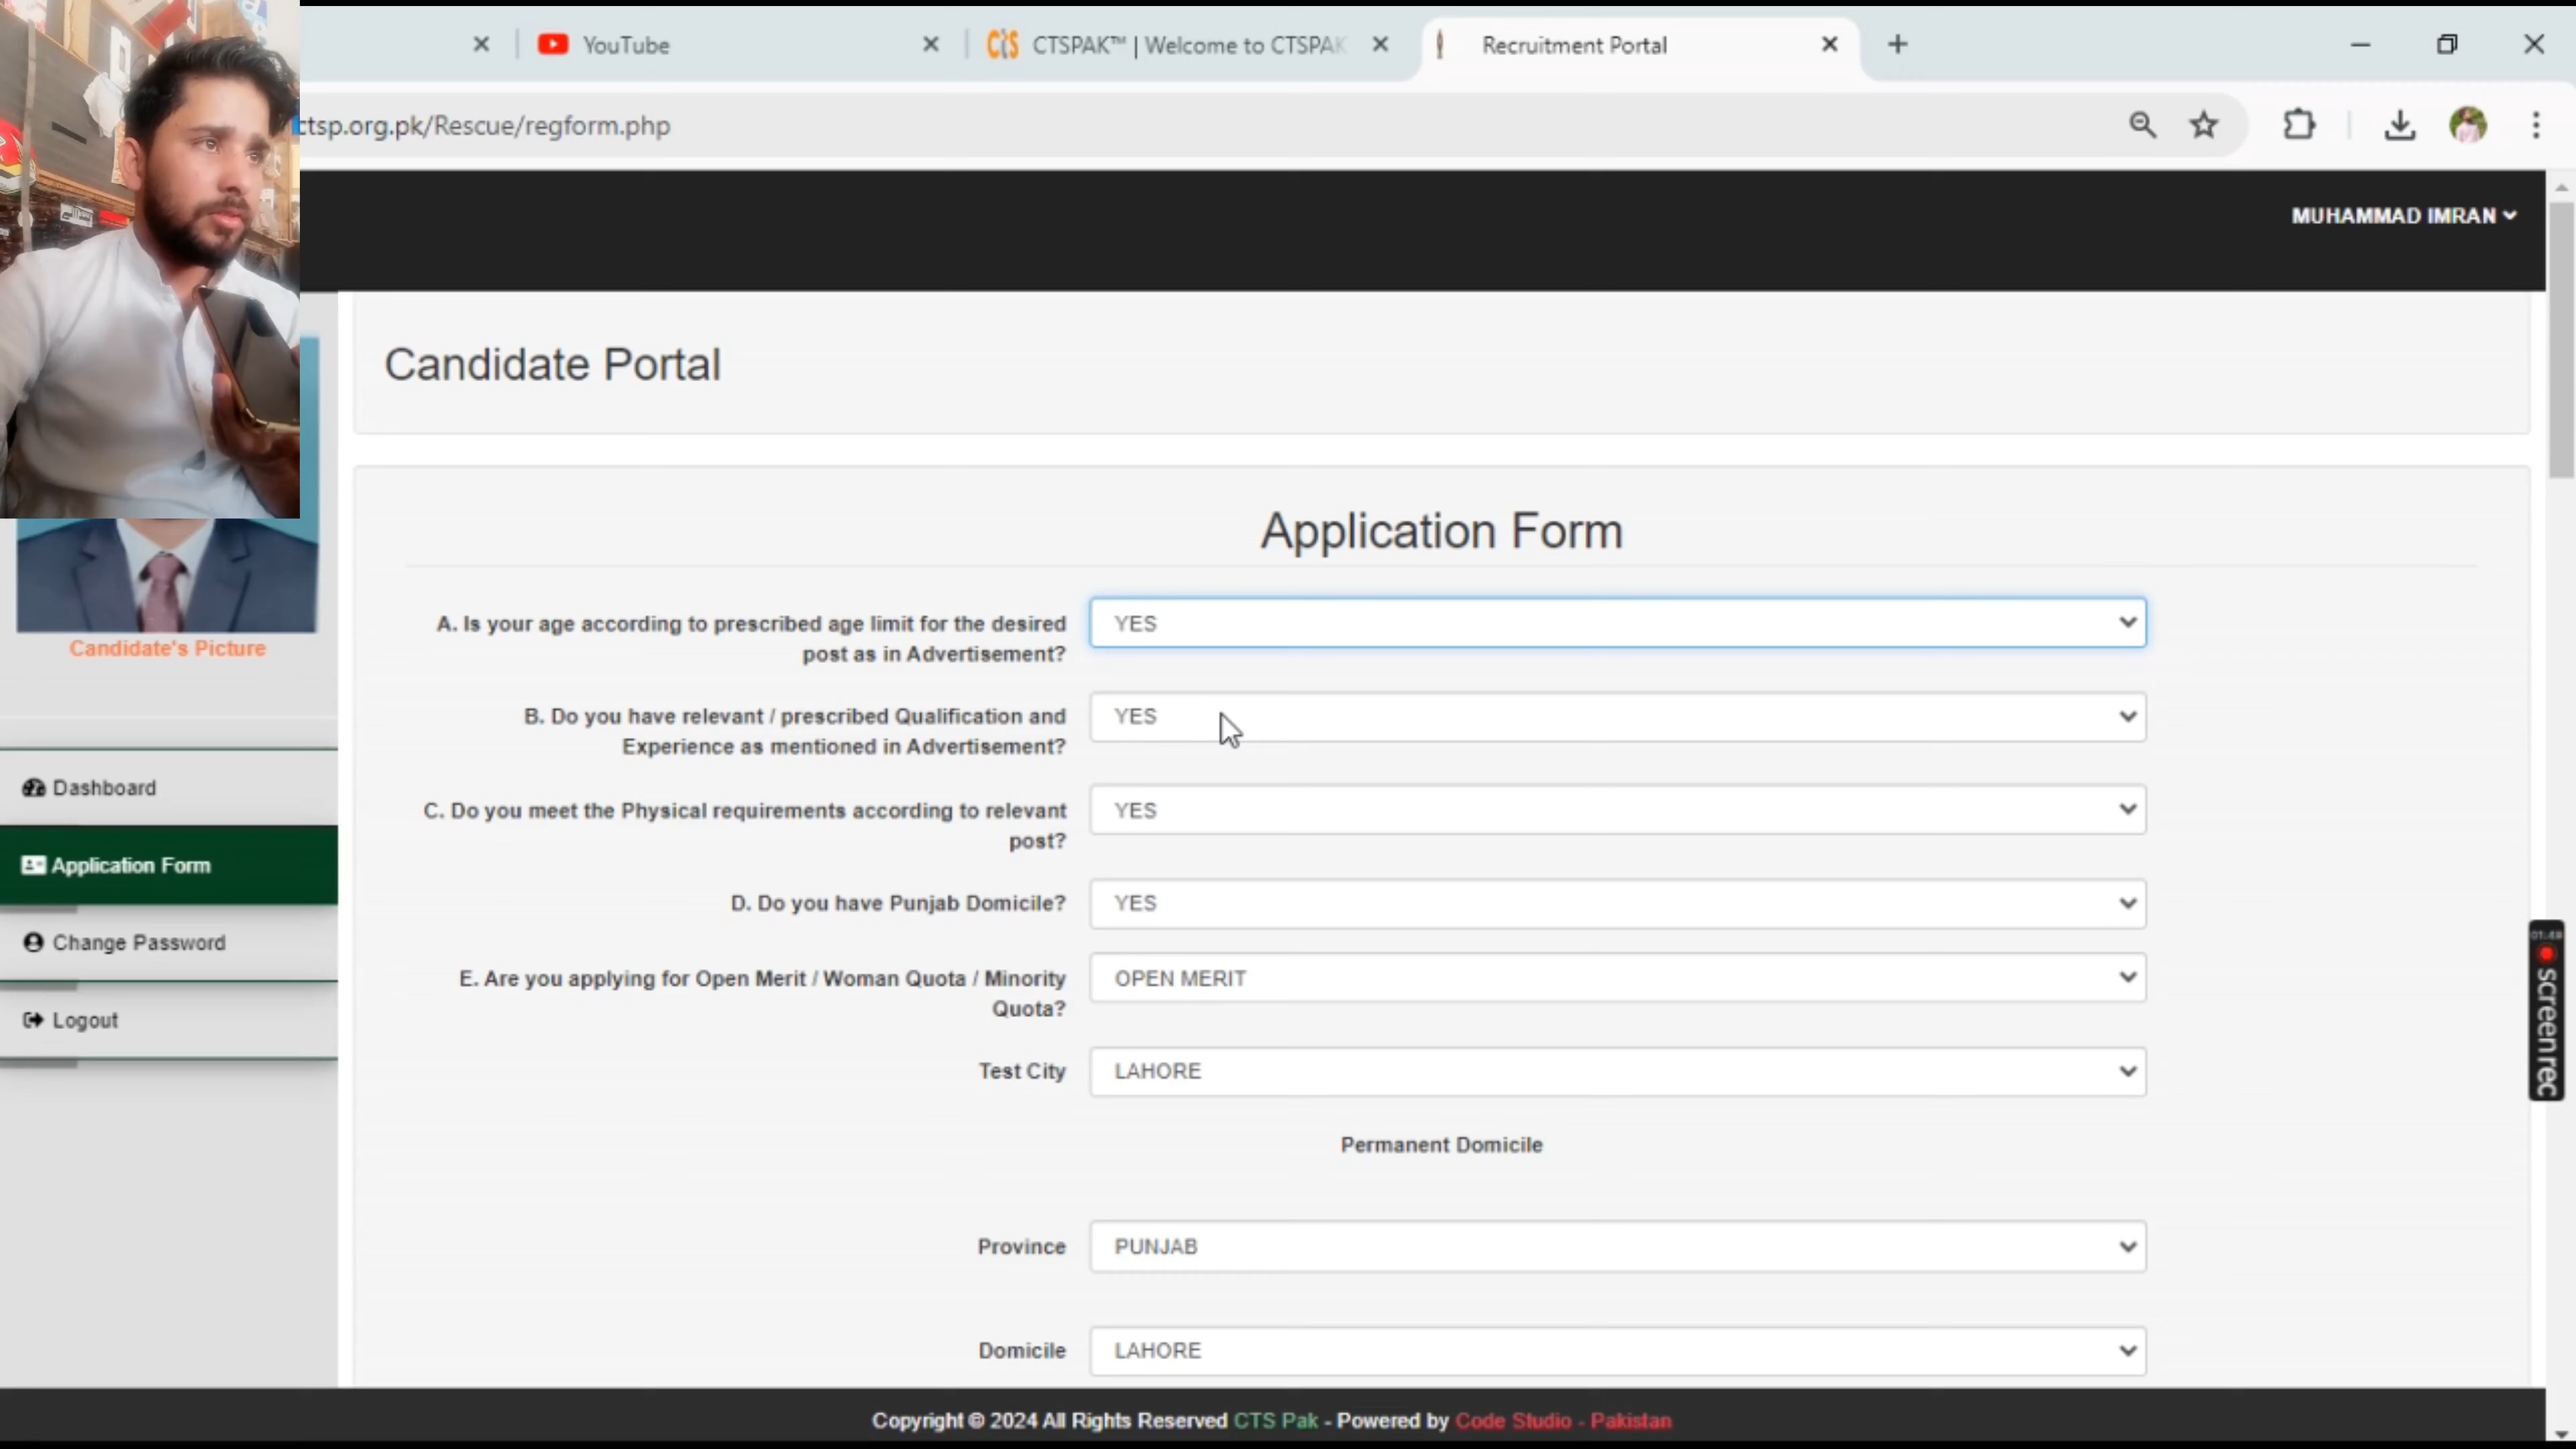 YouTube
CTS CTSPAK™ | Welcome to CTSPAK
Recruitment Portal
ctsp.org.pk/Rescue/regform.php
MUHAMMAD IMRAN
Candidate Portal
Application Form
A. Is your age according to prescribed age limit for the desired
post as in Advertisement?
YES
B. Do you have relevant / prescribed Qualification and
Experience as mentioned in Advertisement?
YES
C. Do you meet the Physical requirements according to relevant
post?
YES
D. Do you have Punjab Domicile?
YES
E. Are you applying for Open Merit / Woman Quota / Minority
Quota?
OPEN MERIT
Test City
LAHORE
Permanent Domicile
Province
PUNJAB
Domicile
LAHORE
Candidate's Picture
Dashboard
Application Form
Change Password
Logout
screenrec
Copyright © 2024 All Rights Reserved CTS Pak - Powered by Code Studio - Pakistan